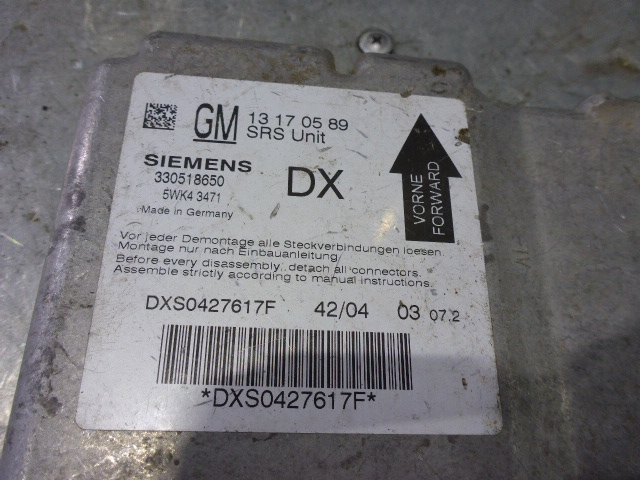 GM 13 17 05 89
SRS Unit
SIEMENS
330518650
5WK4 3471
Made in Germany
DX
VORNE
FORWARD
Vor jeder Demontage alle Steckverbindungen loesen.
Montage nur nach Einbauanleitung
Before every disassembly, detach all connectors.
Assemble strictly according to manual instructions.
DXS0427617F 42/04 03 07.2
*DXS0427617F*